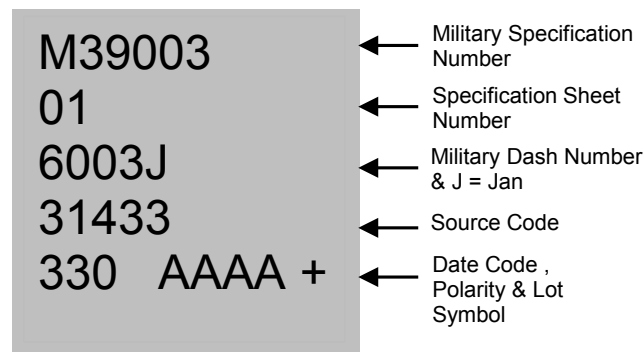 M39003
01
6003J
31433
330 AAAA +
Military Specification
Number
Specification Sheet
Number
Military Dash Number
& J = Jan
Source Code
Date Code ,
Polarity & Lot
Symbol